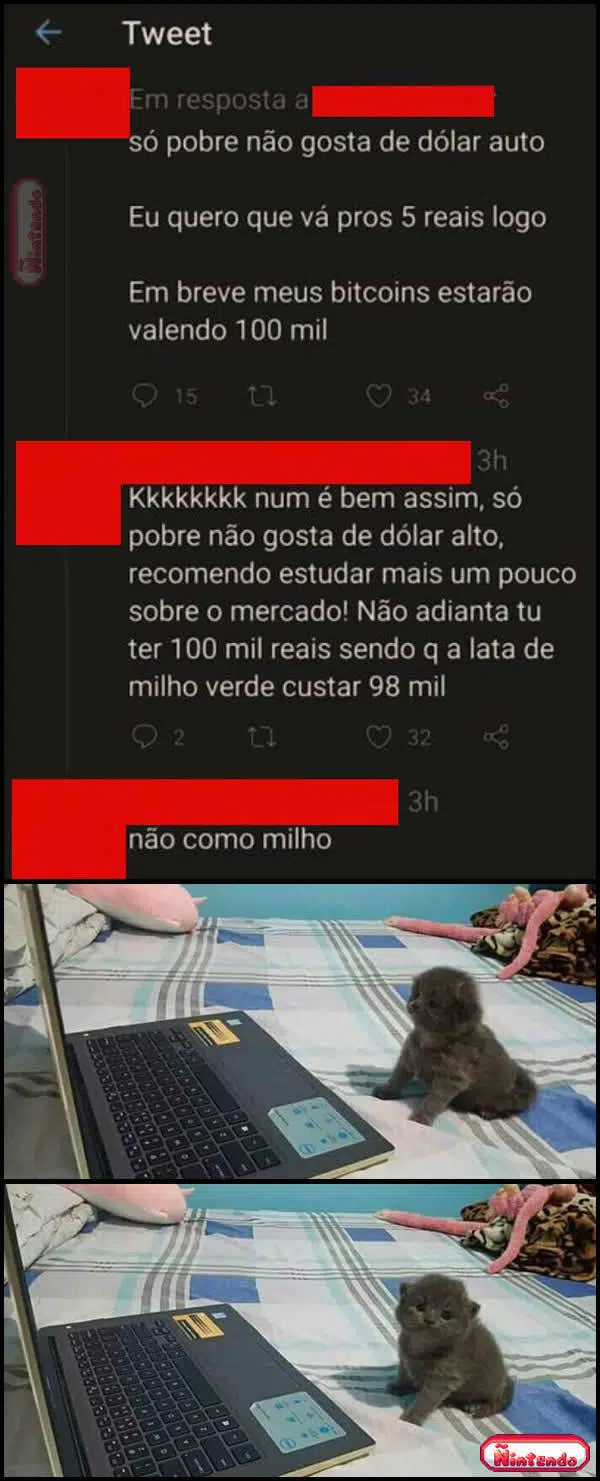 Tweet
Em resposta a
só pobre não gosta de dólar auto
Eu quero que vá pros 5 reais logo
Em breve meus bitcoins estarão
valendo 100 mil
15
34
Ñintendo
3h
Kkkkkkkk num é bem assim, só
pobre não gosta de dólar alto,
recomendo estudar mais um pouco
sobre o mercado! Não adianta tu
ter 100 mil reais sendo q a lata de
milho verde custar 98 mil
2
32
3h
não como milho
Ñintendo